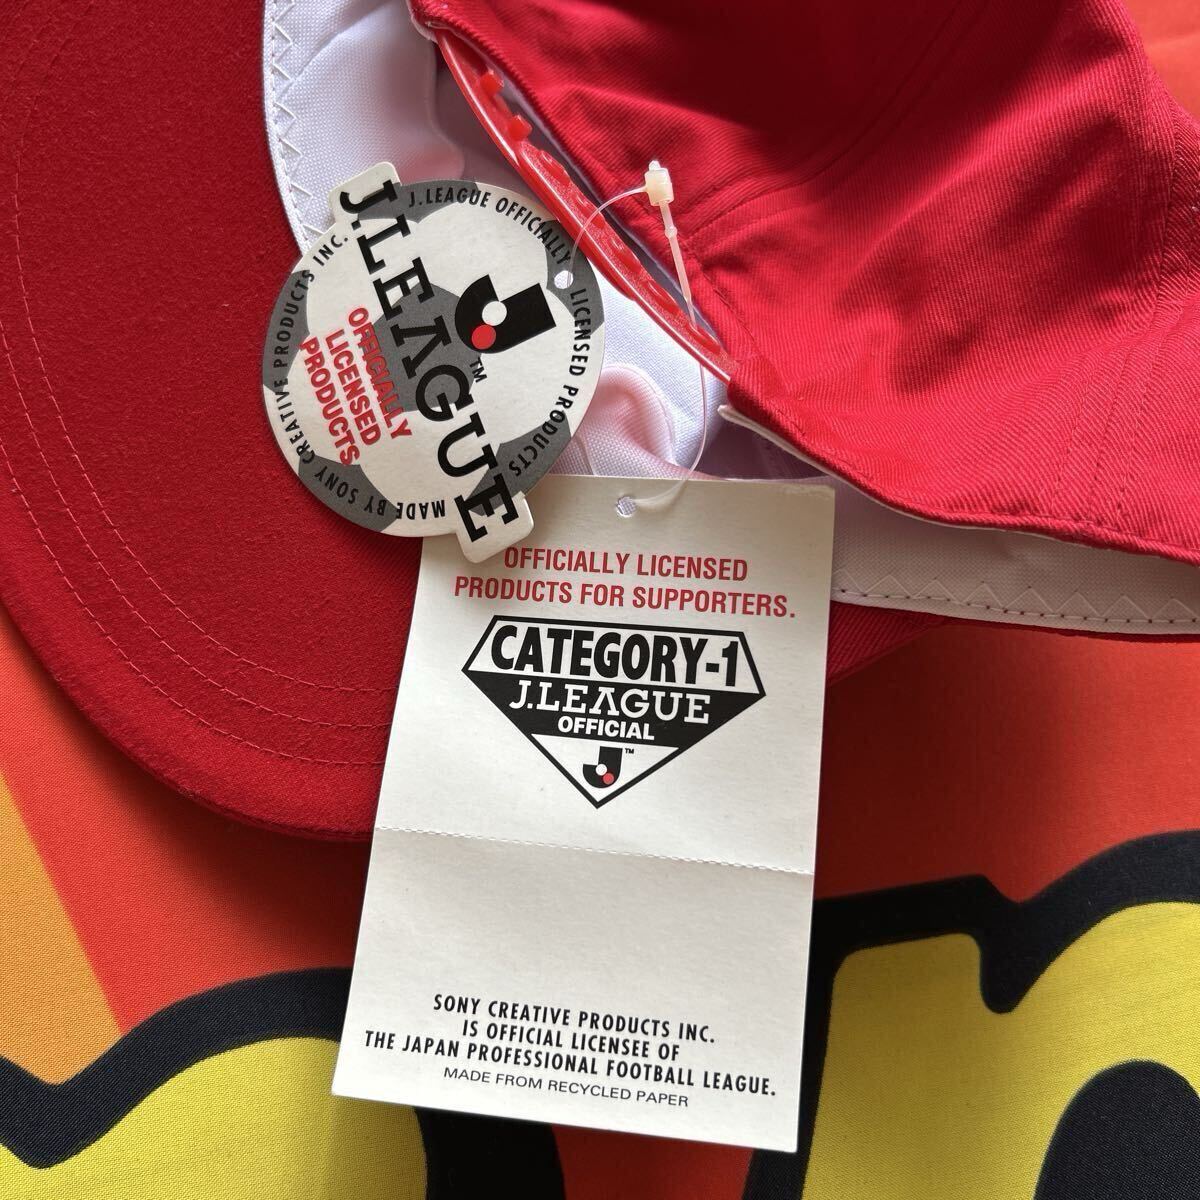 J.LEAGUE OFFICIALLY LICENSED PRODUCTS
MADE BY SONY CREATIVE PRODUCTS INC.
J.LEAGUE
TM
OFFICIALLY
LICENSED
PRODUCTS
OFFICIALLY LICENSED
PRODUCTS FOR SUPPORTERS.
CATEGORY-1
J.LEAGUE
OFFICIAL
TM
SONY CREATIVE PRODUCTS INC.
IS OFFICIAL LICENSEE OF
THE JAPAN PROFESSIONAL FOOTBALL LEAGUE.
MADE FROM RECYCLED PAPER